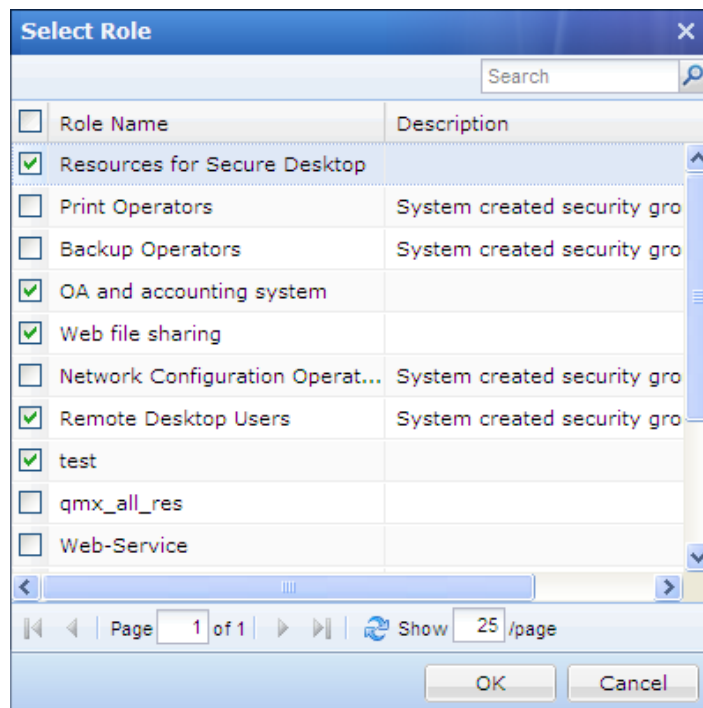 Select Role
Search
Role Name Description
Resources for Secure Desktop
Print Operators System created security gro
Backup Operators System created security gro
OA and accounting system
Web file sharing
Network Configuration Operat... System created security gro
Remote Desktop Users System created security gro
test
qmx_all_res
Web-Service
Page 1 of 1 Show 25 /page
OK Cancel